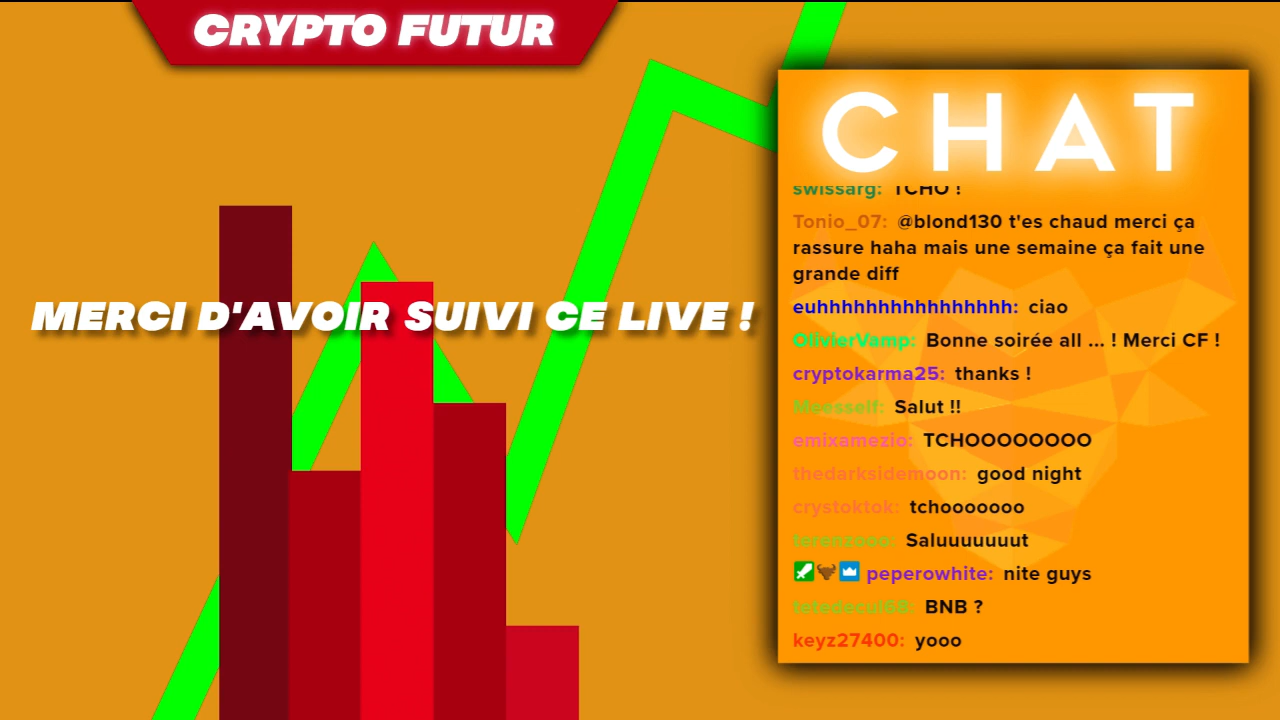 CRYPTO FUTUR
MERCI D'AVOIR SUIVI CE LIVE !
CHAT
swissarg: TCHO !
Tonio_07: @blond130 t'es chaud merci ça
rassure haha mais une semaine ça fait une
grande diff
euhhhhhhhhhhhhhhhh: ciao
OlivierVamp: Bonne soirée all ... ! Merci CF !
cryptokarma25: thanks !
Meesself: Salut !!
emixamezio: TCHOOOOOOOO
thedarksidemoon: good night
crystoktok: tchooooooo
terenzooo: Saluuuuuuut
peperowhite: nite guys
tetedecul68: BNB ?
keyz27400: yooo